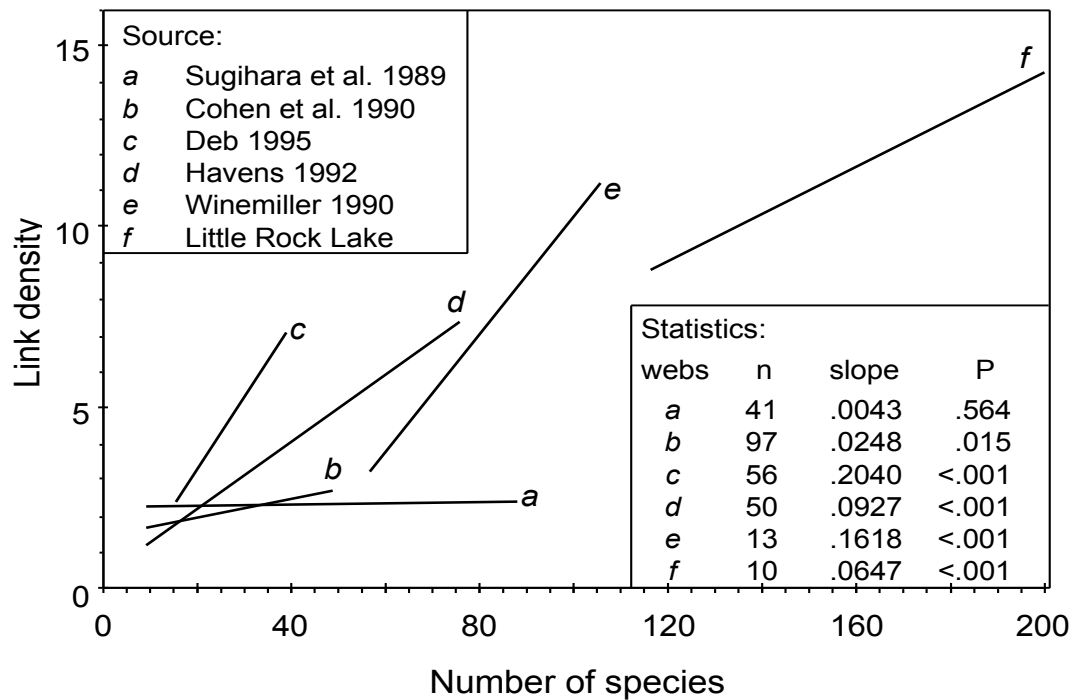 Source:
a Sugihara et al. 1989
b Cohen et al. 1990
c Deb 1995
d Havens 1992
e Winemiller 1990
f Little Rock Lake
Link density
15
10
5
0
f
e
d
c
b
a
Statistics:
webs n slope P
a 41 .0043 .564
b 97 .0248 .015
c 56 .2040 <.001
d 50 .0927 <.001
e 13 .1618 <.001
f 10 .0647 <.001
0 40 80 120 160 200
Number of species